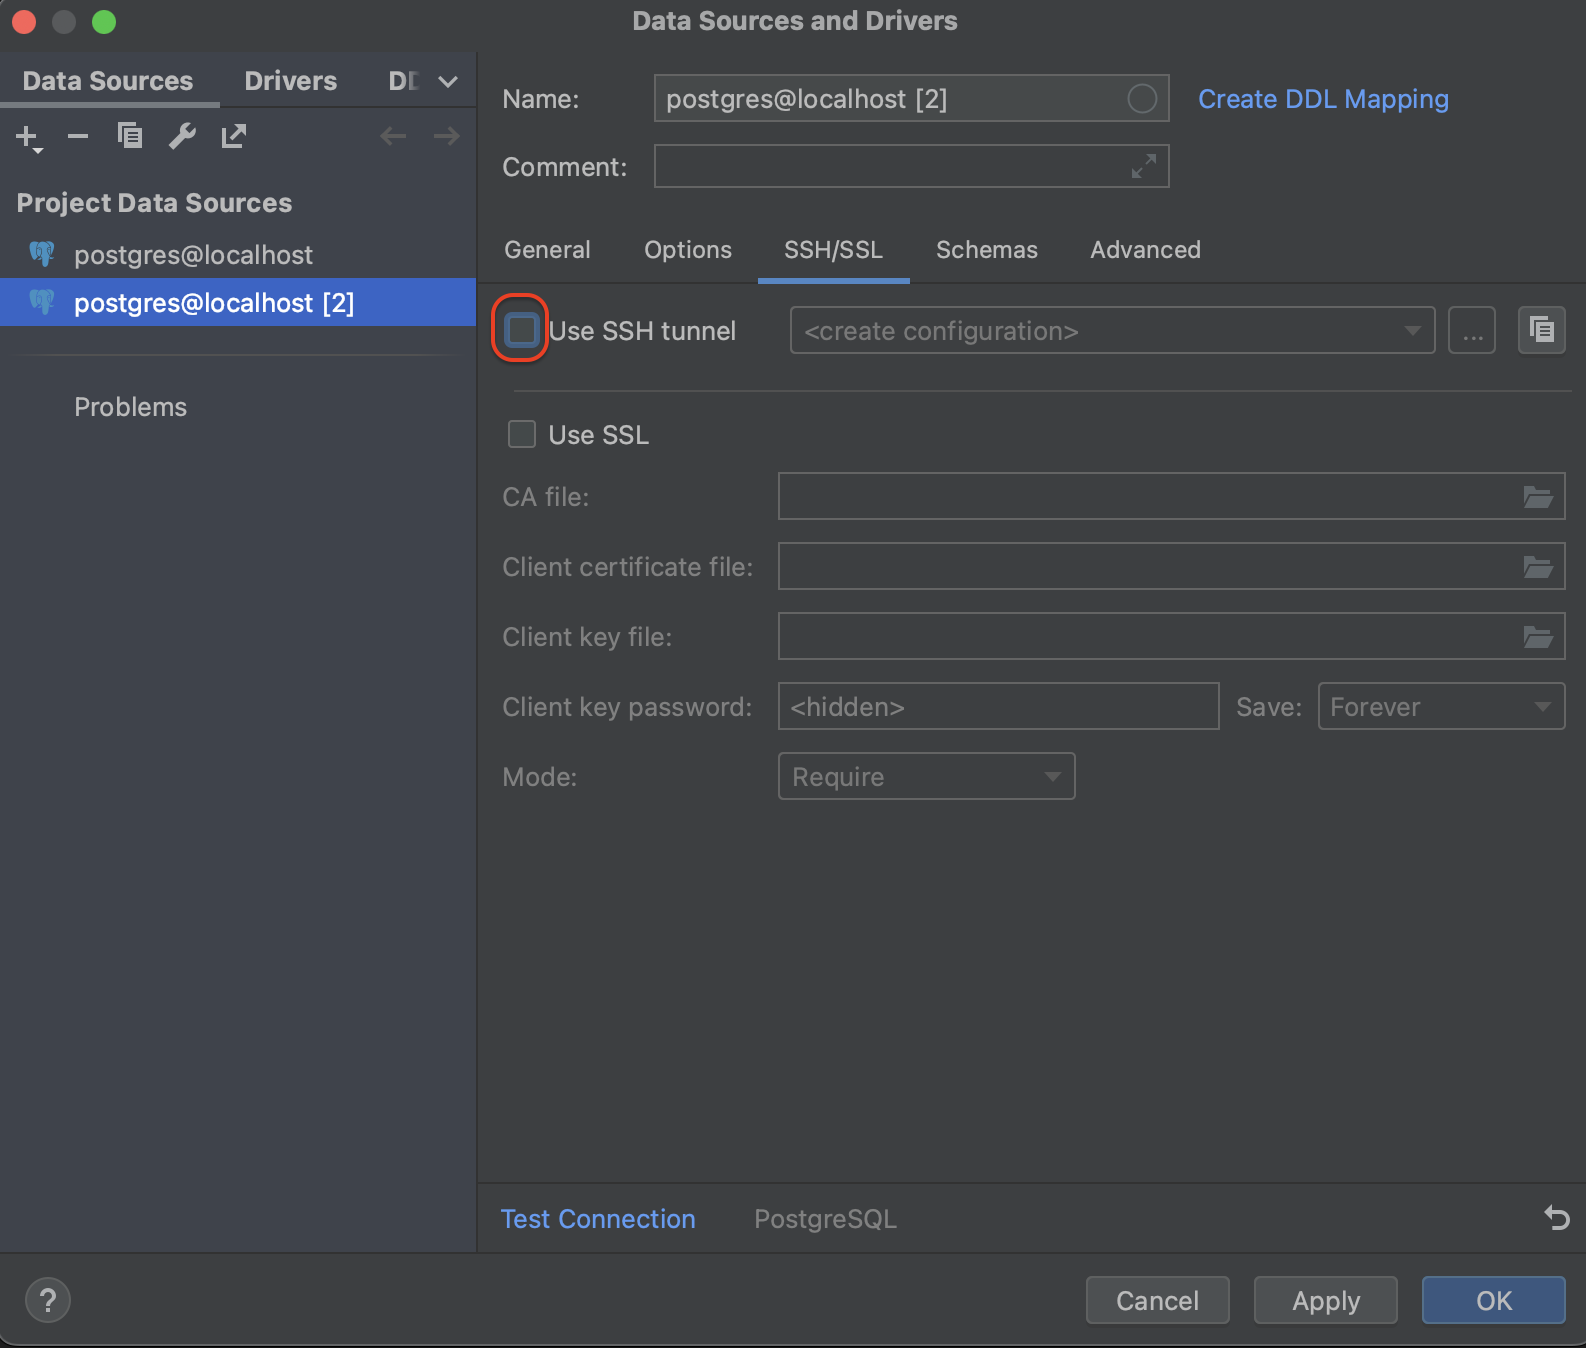 Data Sources and Drivers
Data Sources Drivers DD
Project Data Sources
postgres@localhost
postgres@localhost [2]
Problems
Name: postgres@localhost [2] Create DDL Mapping
Comment:
General Options SSH/SSL Schemas Advanced
Use SSH tunnel <create configuration> ...
Use SSL
CA file:
Client certificate file:
Client key file:
Client key password: <hidden> Save: Forever
Mode: Require
Test Connection PostgreSQL
? Cancel Apply OK